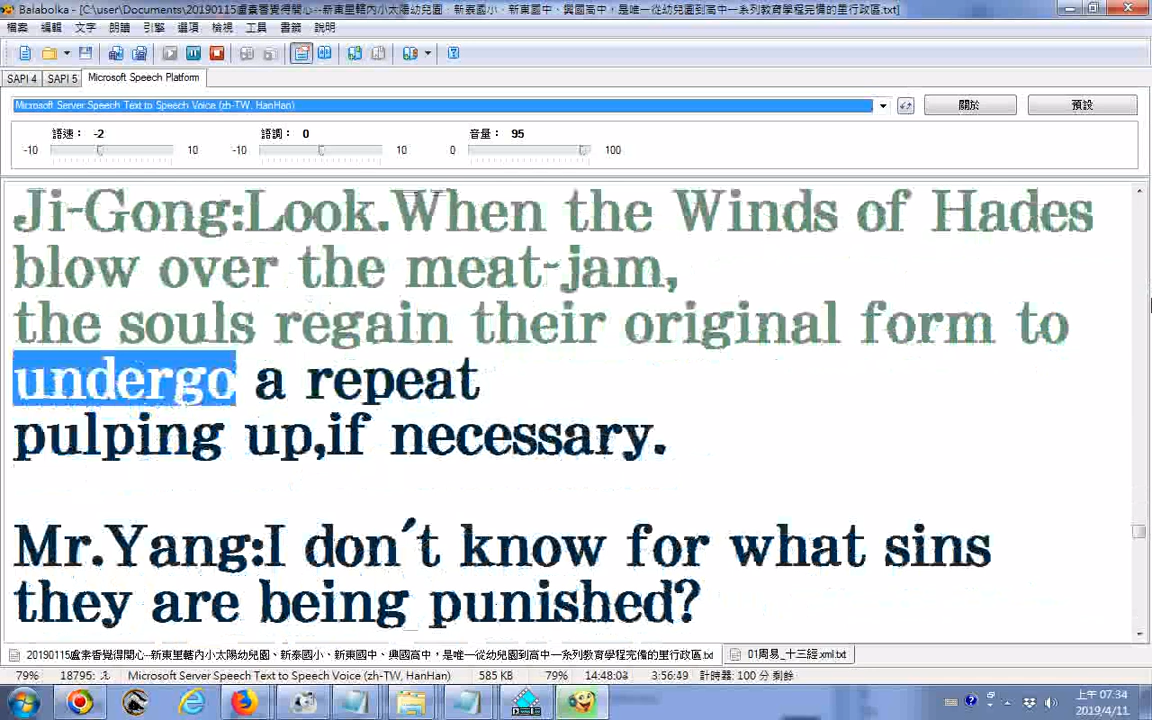 Balabolka - [C:\user\Documents\20190115盧素香覺得開心--新東里轄內小太陽幼兒園、新泰國小、新東國中、興國高中，是唯一從幼兒園到高中一系列教育學程完備的里行政區.txt]
檔案 編輯 文字 朗讀 引擎 選項 檢視 工具 書籤 說明
SAPI 4 SAPI 5 Microsoft Speech Platform
Microsoft Server Speech Text to Speech Voice (zh-TW, HanHan) 關於 預設
語速： -2 語調： 0 音量： 95
-10 10 -10 10 0 100
Ji-Gong:Look.When the Winds of Hades
blow over the meat-jam,
the souls regain their original form to
undergo a repeat
pulping up,if necessary.
Mr.Yang:I don´t know for what sins
they are being punished?
20190115盧素香覺得開心--新東里轄內小太陽幼兒園、新泰國小、新東國中、興國高中，是唯一從幼兒園到高中一系列教育學程完備的里行政區.txt 01周易_十三經.xml.txt
79% 18795: Microsoft Server Speech Text to Speech Voice (zh-TW, HanHan) 585 KB 79% 14:48:03 3:56:49 計時器: 100 分 剩餘
上午 07:34
2019/4/11